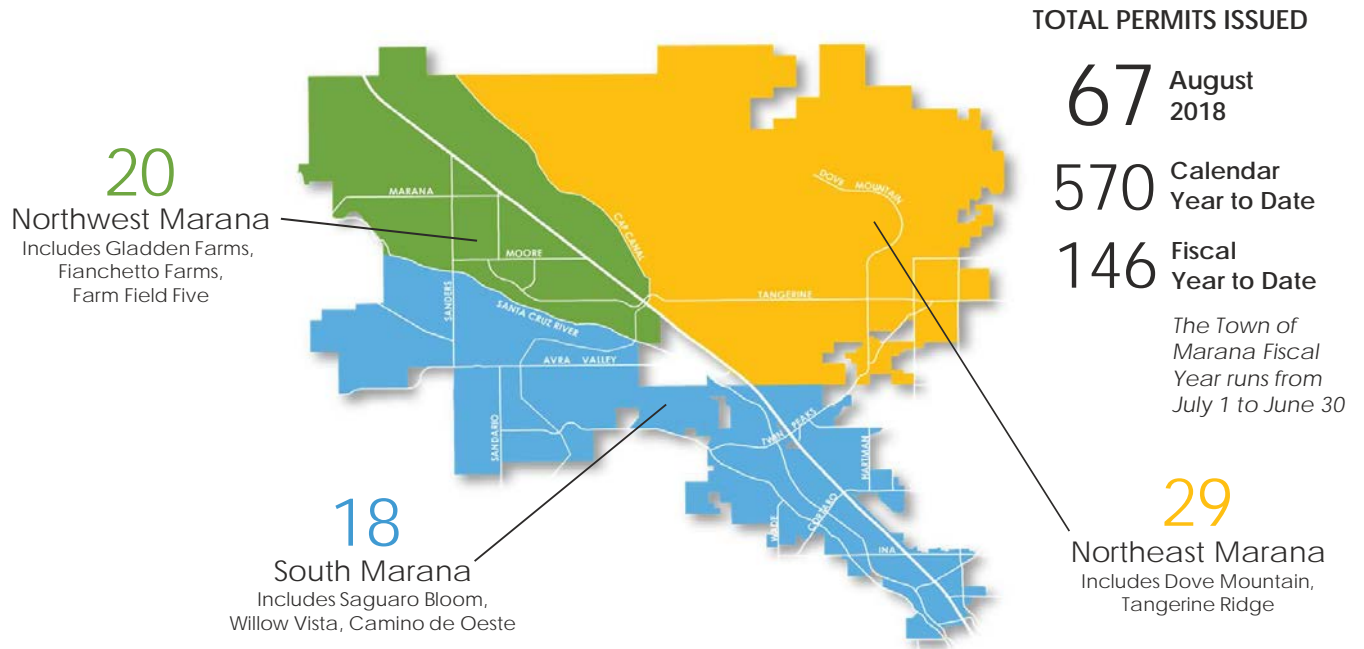 TOTAL PERMITS ISSUED
67 August
2018
570 Calendar
Year to Date
146 Fiscal
Year to Date
The Town of
Marana Fiscal
Year runs from
July 1 to June 30
20
Northwest Marana
Includes Gladden Farms,
Fianchetto Farms,
Farm Field Five
18
South Marana
Includes Saguaro Bloom,
Willow Vista, Camino de Oeste
29
Northeast Marana
Includes Dove Mountain,
Tangerine Ridge
DOVE MOUNTAIN
MARANA
CAP CANAL
MOORE
TANGERINE
SANDERS
SANTA CRUZ RIVER
AVRA VALLEY
SANDARIO
TWIN PEAKS
HARTMAN
CORTARO
WADE
INA